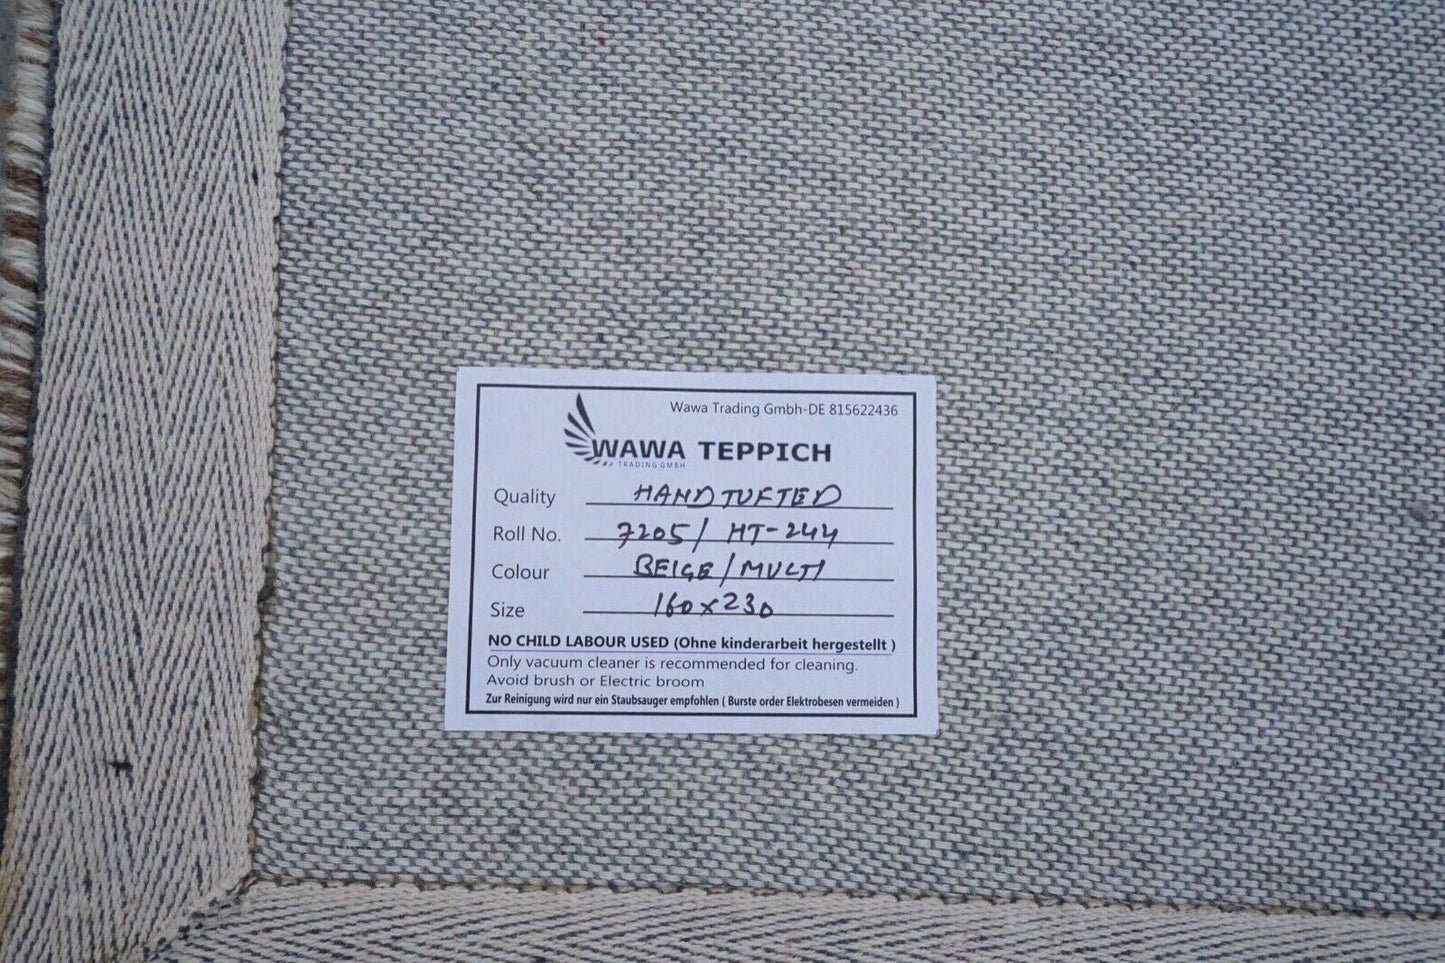 Wawa Trading Gmbh-DE 815622436
WAWA TEPPICH
TRADING GMBH
Quality HANDTUFTED
Roll No. 7205/ HT-244
Colour BEIGE/MULTI
Size 160x230
NO CHILD LABOUR USED (Ohne kinderarbeit hergestellt )
Only vacuum cleaner is recommended for cleaning.
Avoid brush or Electric broom
Zur Reinigung wird nur ein Staubsauger empfohlen ( Burste order Elektrobesen vermeiden )